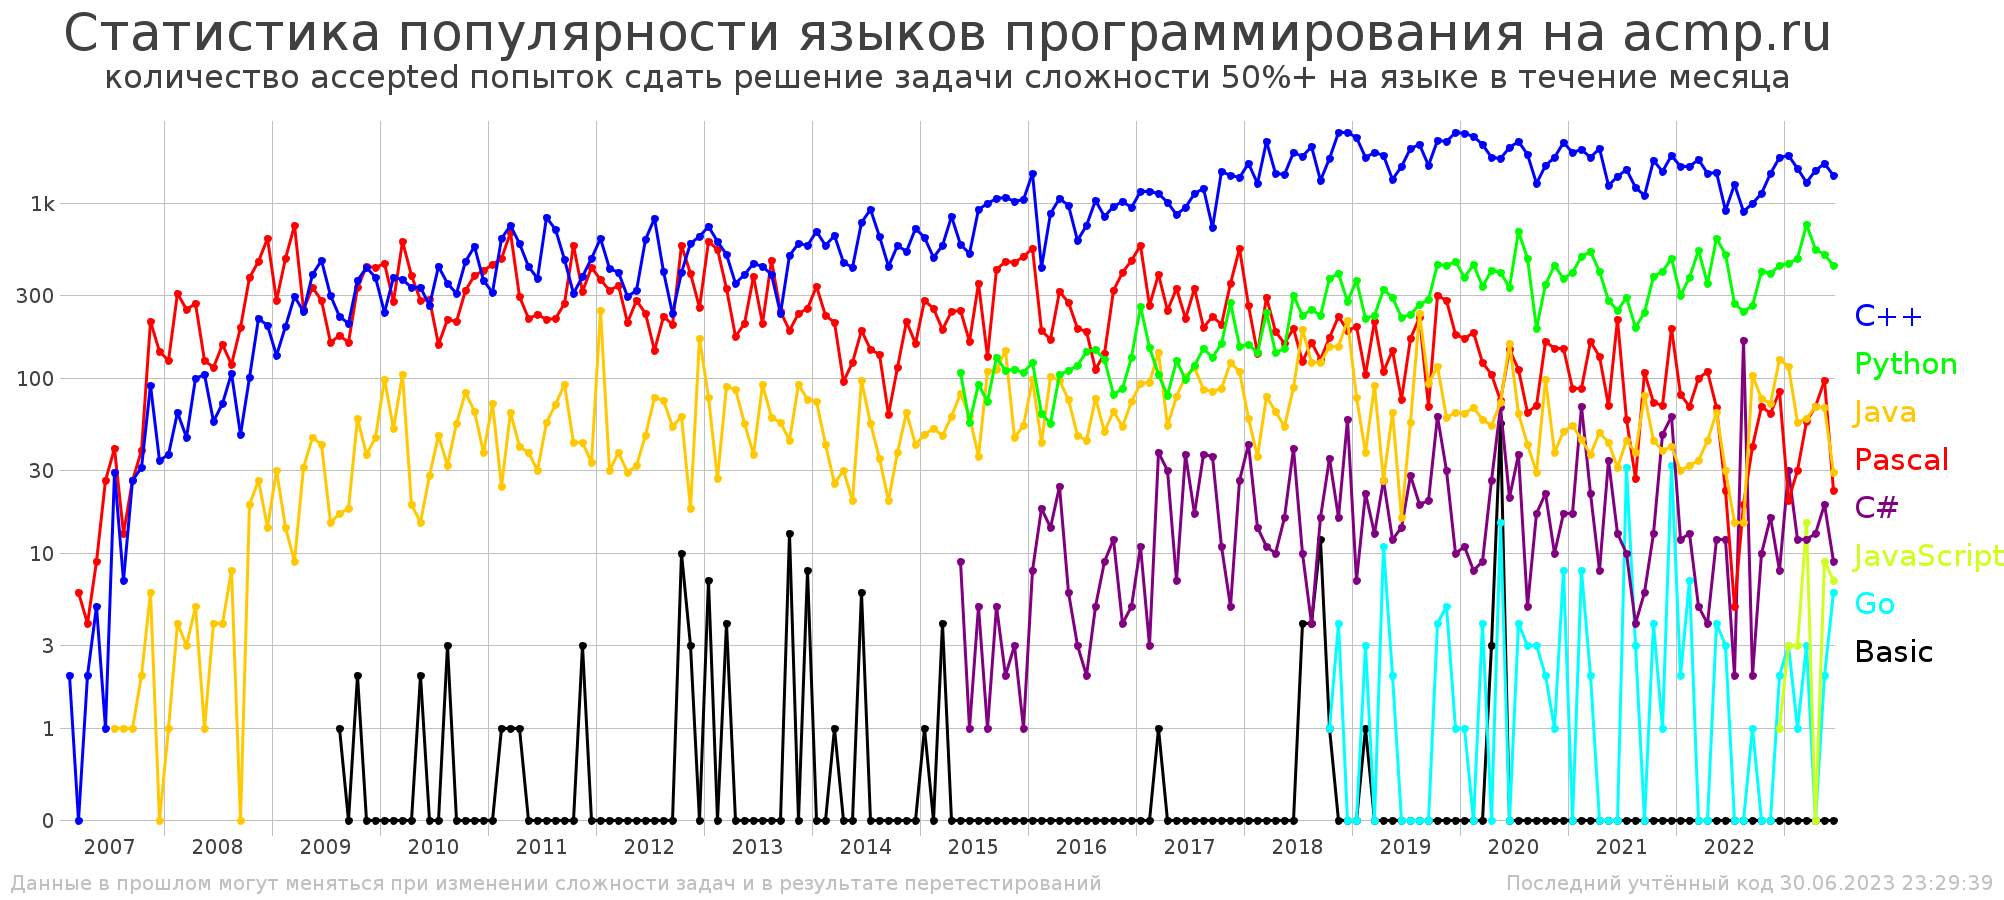 Статистика популярности языков программирования на acmp.ru
количество accepted попыток сдать решение задачи сложности 50%+ на языке в течение месяца
1k
300
100
30
10
3
1
0
C++
Python
Java
Pascal
C#
JavaScript
Go
Basic
2007 2008 2009 2010 2011 2012 2013 2014 2015 2016 2017 2018 2019 2020 2021 2022
Данные в прошлом могут меняться при изменении сложности задач и в результате перетестирований
Последний учтённый код 30.06.2023 23:29:39